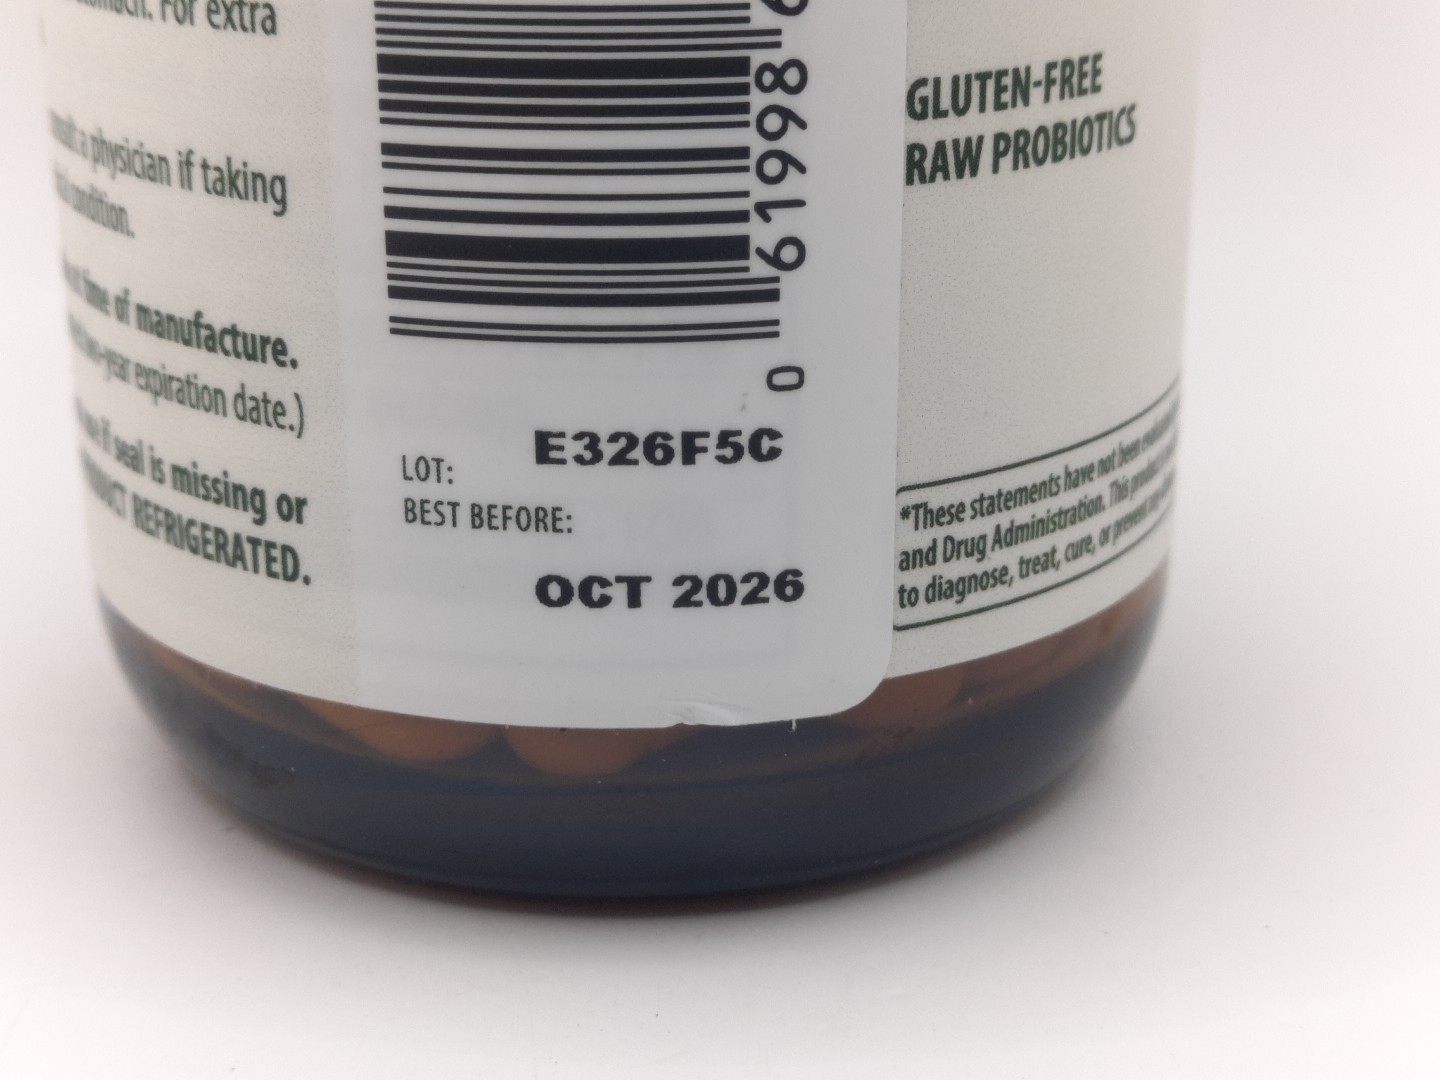 For extra
a physician if taking
condition.
time of manufacture.
two-year expiration date.)
if seal is missing or
REFRIGERATED.
0 61998 6
LOT: E326F5C
BEST BEFORE:
OCT 2026
GLUTEN-FREE
RAW PROBIOTICS
*These statements have not been
and Drug Administration. This product
to diagnose, treat, cure, or prevent